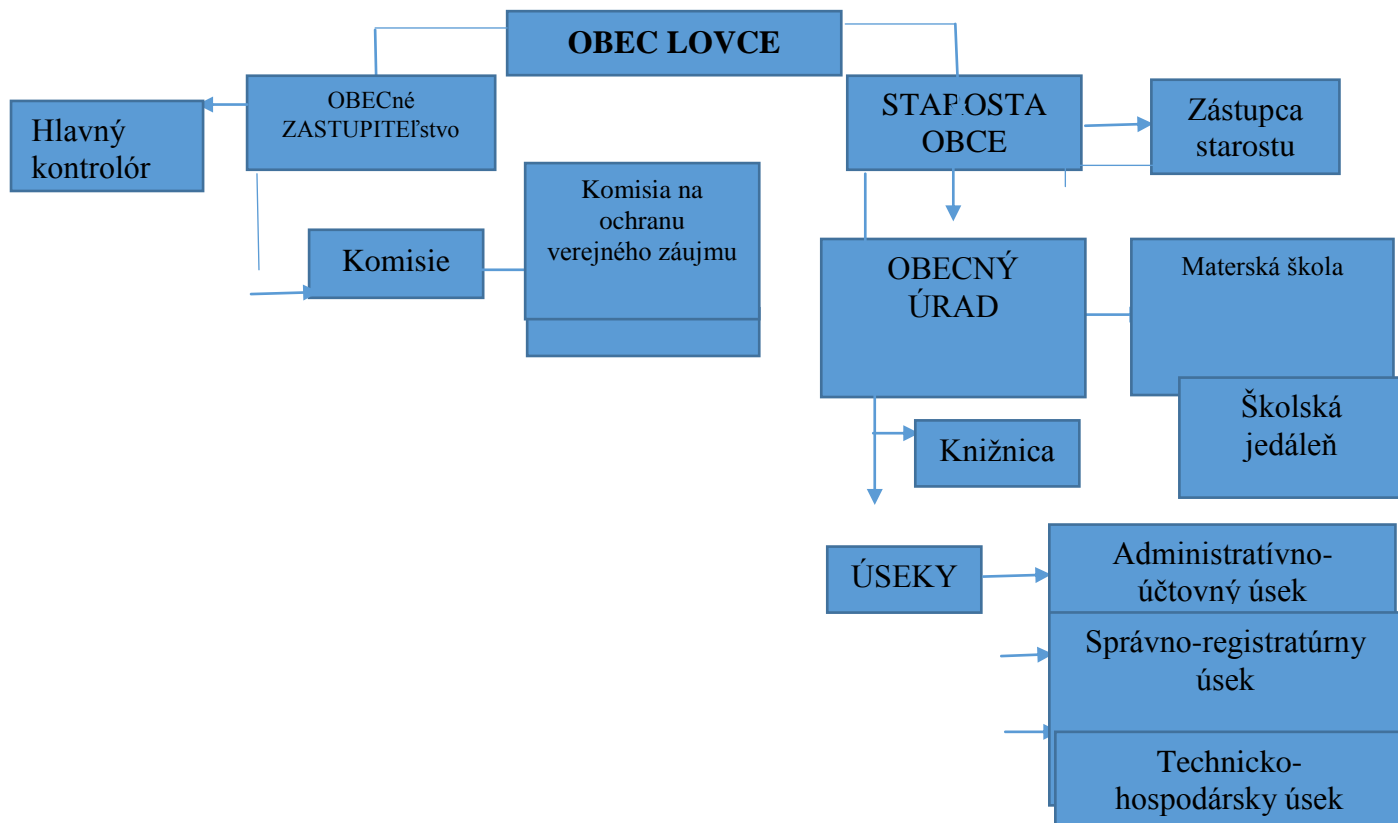 OBEC LOVCE
OBECné
ZASTUPITEľstvo
STAROSTA
OBCE
Zástupca
starostu
Hlavný
kontrolór
Komisia na
ochranu
verejného záujmu
Komisie
OBECNÝ
ÚRAD
Materská škola
Školská
jedáleň
Knižnica
ÚSEKY
Administratívno-
účtovný úsek
Správno-registratúrny
úsek
Technicko-
hospodársky úsek